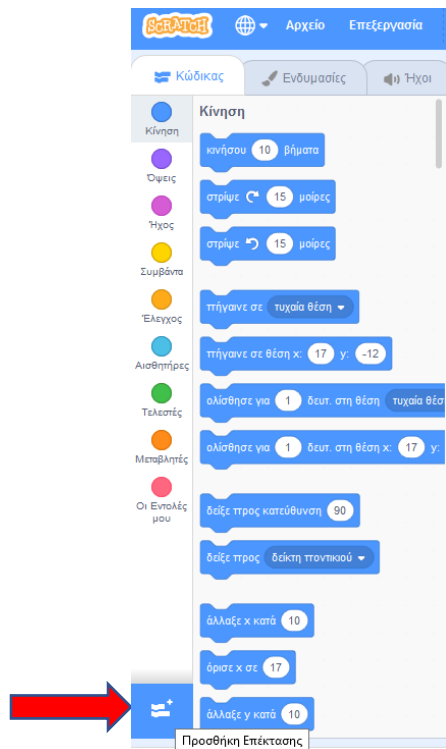 SCRATCH Αρχείο Επεξεργασία
Κώδικας Ενδυμασίες Ήχοι
Κίνηση
Όψεις
Ήχος
Συμβάντα
Έλεγχος
Αισθητήρες
Τελεστές
Μεταβλητές
Οι Εντολές
μου
Κίνηση
κινήσου 10 βήματα
στρίψε 15 μοίρες
στρίψε 15 μοίρες
πήγαινε σε τυχαία θέση
πήγαινε σε θέση x: 17 y: -12
ολίσθησε για 1 δευτ. στη θέση τυχαία θέσ
ολίσθησε για 1 δευτ. στη θέση x: 17 y:
δείξε προς κατεύθυνση 90
δείξε προς δείκτη ποντικιού
άλλαξε x κατά 10
όρισε x σε 17
άλλαξε y κατά 10
Προσθήκη Επέκτασης